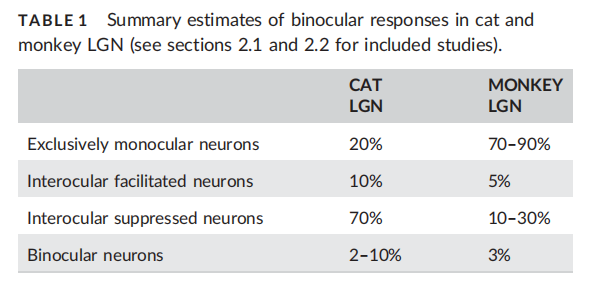 TABLE 1 Summary estimates of binocular responses in cat and
monkey LGN (see sections 2.1 and 2.2 for included studies).
CAT LGN MONKEY LGN
Exclusively monocular neurons 20% 70–90%
Interocular facilitated neurons 10% 5%
Interocular suppressed neurons 70% 10–30%
Binocular neurons 2–10% 3%